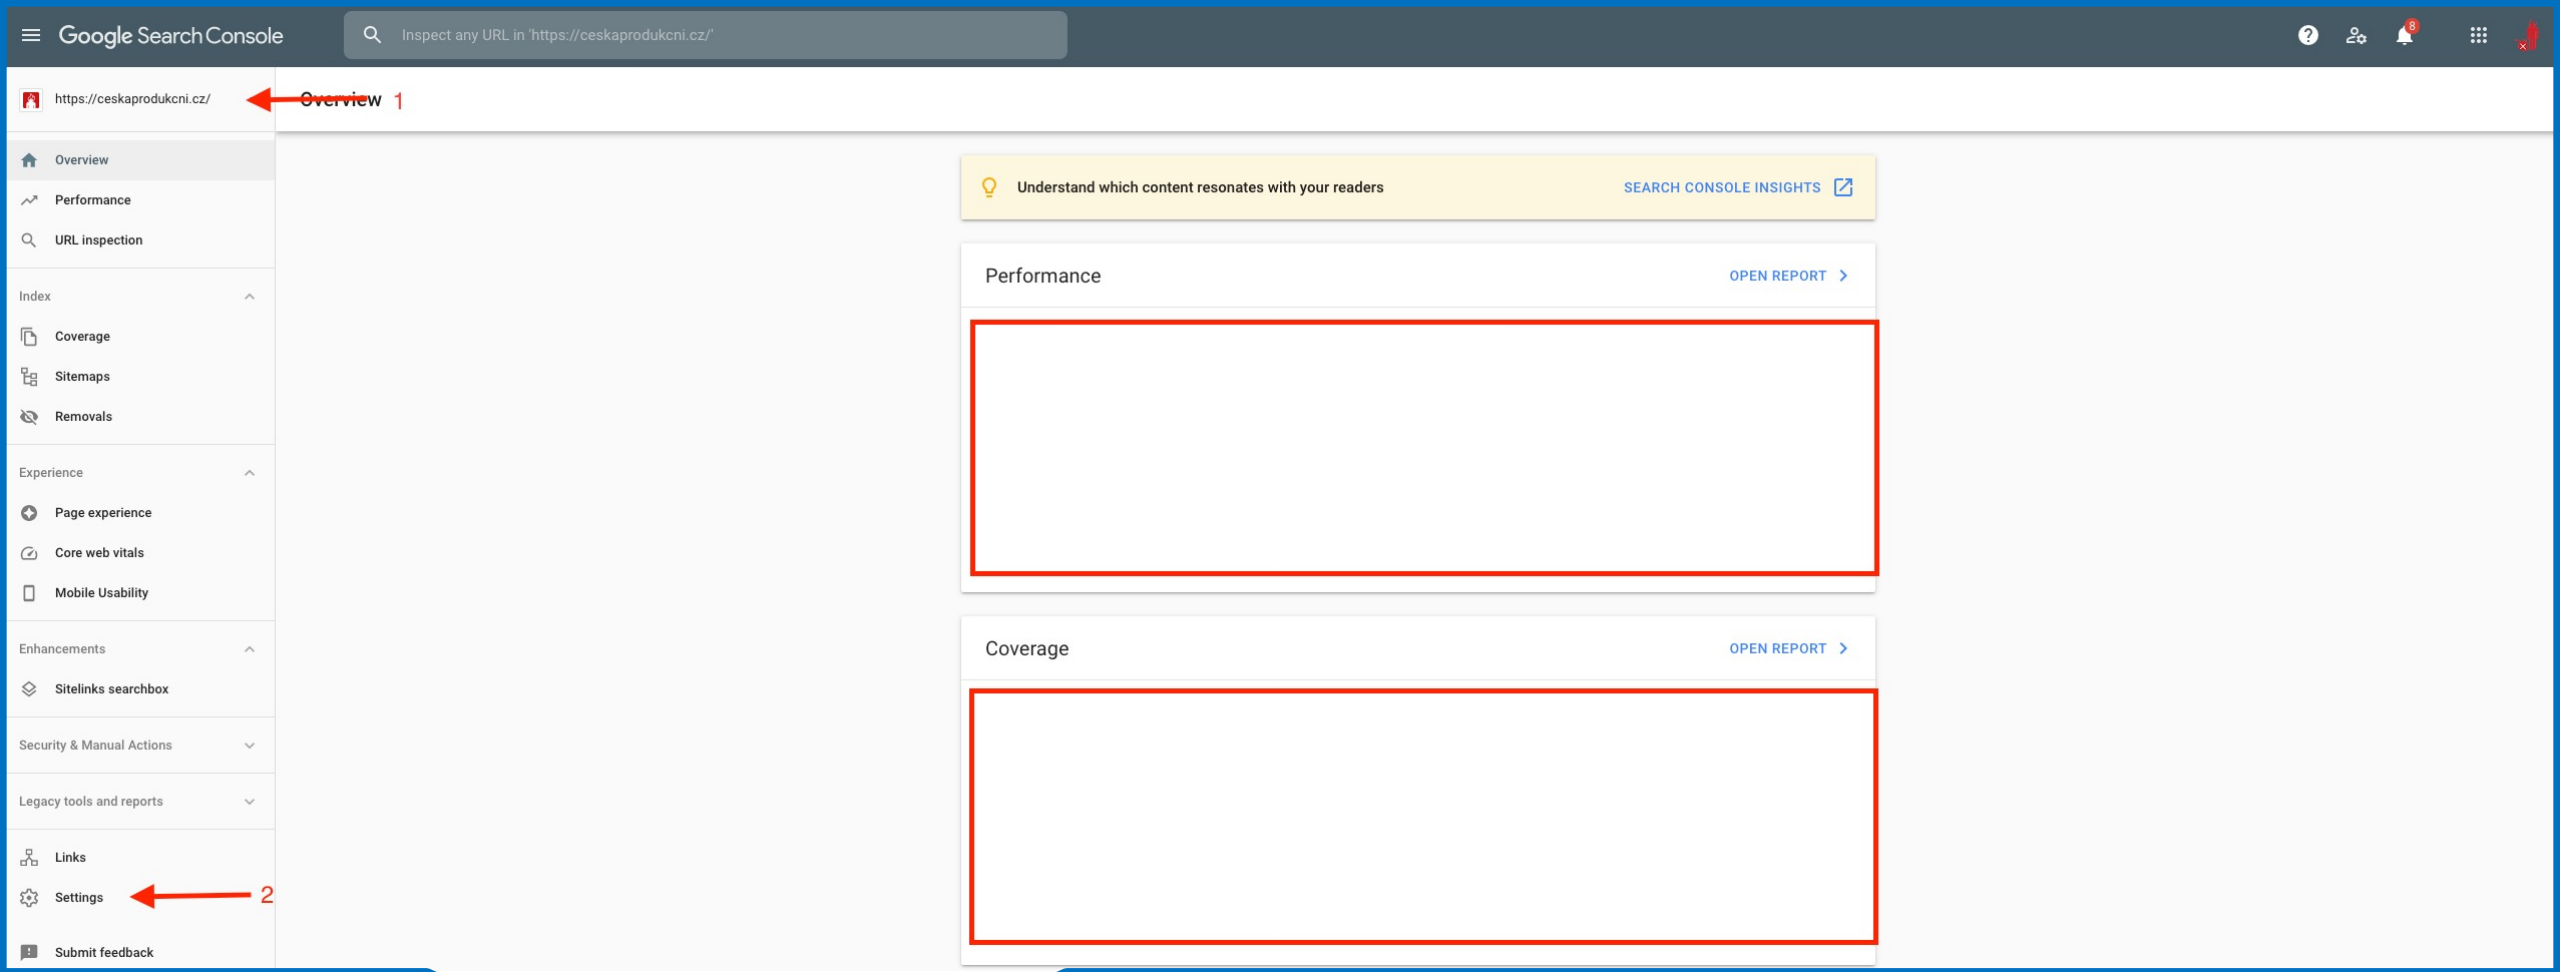 Google Search Console
Inspect any URL in 'https://ceskaprodukcni.cz/'
8
https://ceskaprodukcni.cz/
Overview 1
Overview
Performance
URL inspection
Index
Coverage
Sitemaps
Removals
Experience
Page experience
Core web vitals
Mobile Usability
Enhancements
Sitelinks searchbox
Security & Manual Actions
Legacy tools and reports
Links
Settings 2
Submit feedback
Understand which content resonates with your readers SEARCH CONSOLE INSIGHTS
Performance OPEN REPORT
Coverage OPEN REPORT